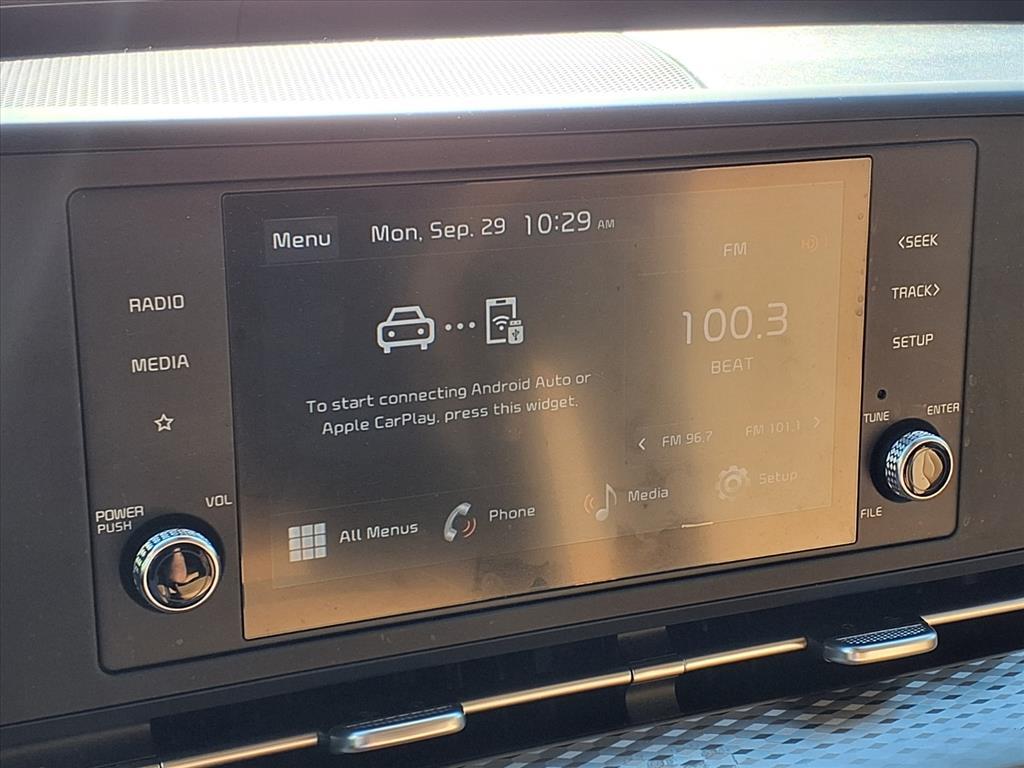 Menu
Mon, Sep. 29 10:29 AM
FM
100.3
BEAT
< FM 96.7 FM 101.1 >
To start connecting Android Auto or
Apple CarPlay, press this widget.
All Menus Phone Media Setup
RADIO
MEDIA
POWER
PUSH
VOL
<SEEK
TRACK>
SETUP
TUNE
ENTER
FILE